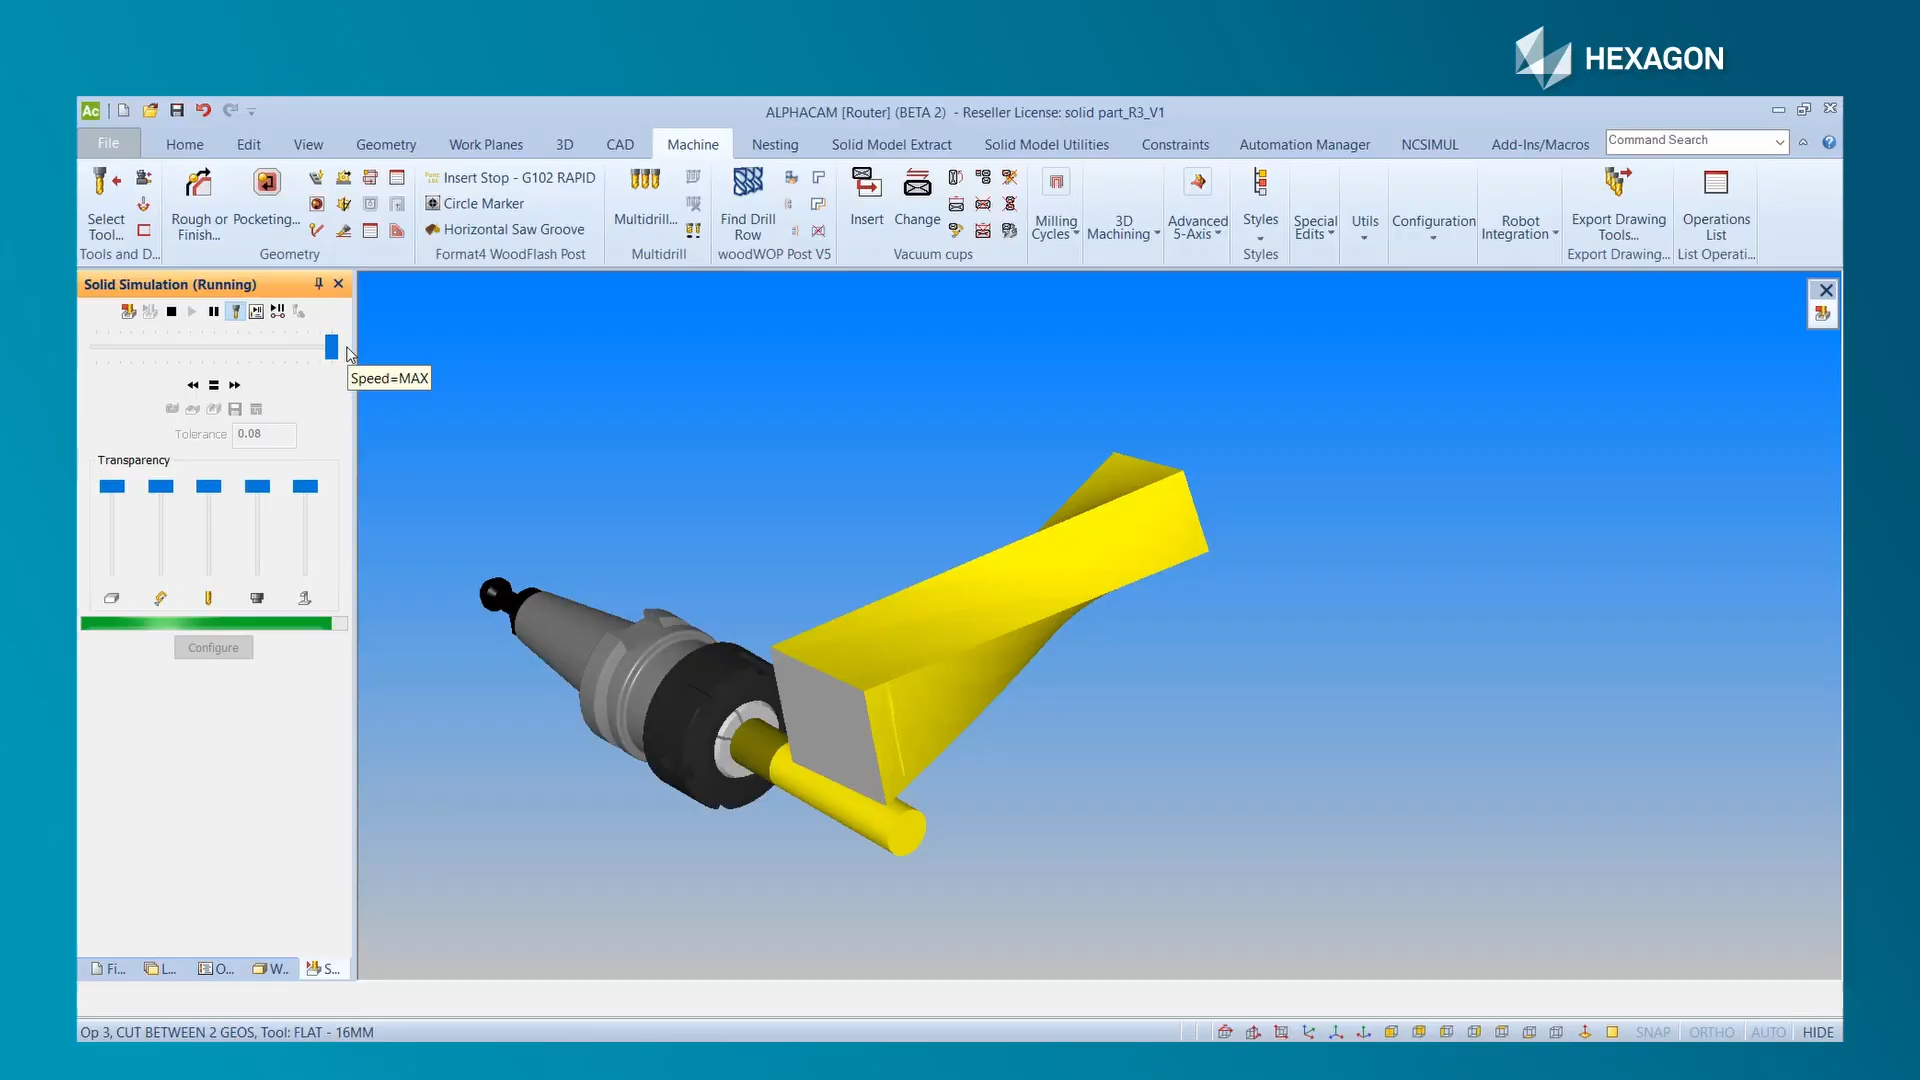 HEXAGON
Ac
ALPHACAM [Router] (BETA 2) - Reseller License: solid part_R3_V1
File Home Edit View Geometry Work Planes 3D CAD Machine Nesting Solid Model Extract Solid Model Utilities Constraints Automation Manager NCSIMUL Add-Ins/Macros Command Search
Select Tool...
Rough or Finish...
Pocketing...
Insert Stop - G102 RAPID
Circle Marker
Horizontal Saw Groove
Multidrill...
Find Drill Row
Insert
Change
Milling Cycles
3D Machining
Advanced 5-Axis
Styles
Special Edits
Utils
Configuration
Robot Integration
Export Drawing Tools...
Operations List
Tools and D... Geometry Format4 WoodFlash Post Multidrill woodWOP Post V5 Vacuum cups Styles Export Drawing... List Operati...
Solid Simulation (Running)
Speed=MAX
Tolerance 0.08
Transparency
Configure
Fi... L... O... W.. S...
Op 3, CUT BETWEEN 2 GEOS, Tool: FLAT - 16MM
SNAP ORTHO AUTO HIDE